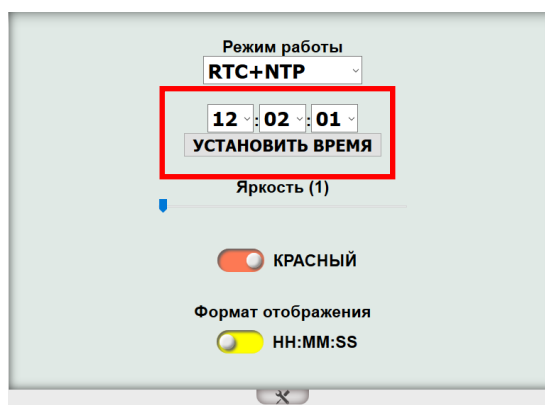 Режим работы
RTC+NTP
12 : 02 : 01
УСТАНОВИТЬ ВРЕМЯ
Яркость (1)
КРАСНЫЙ
Формат отображения
HH:MM:SS